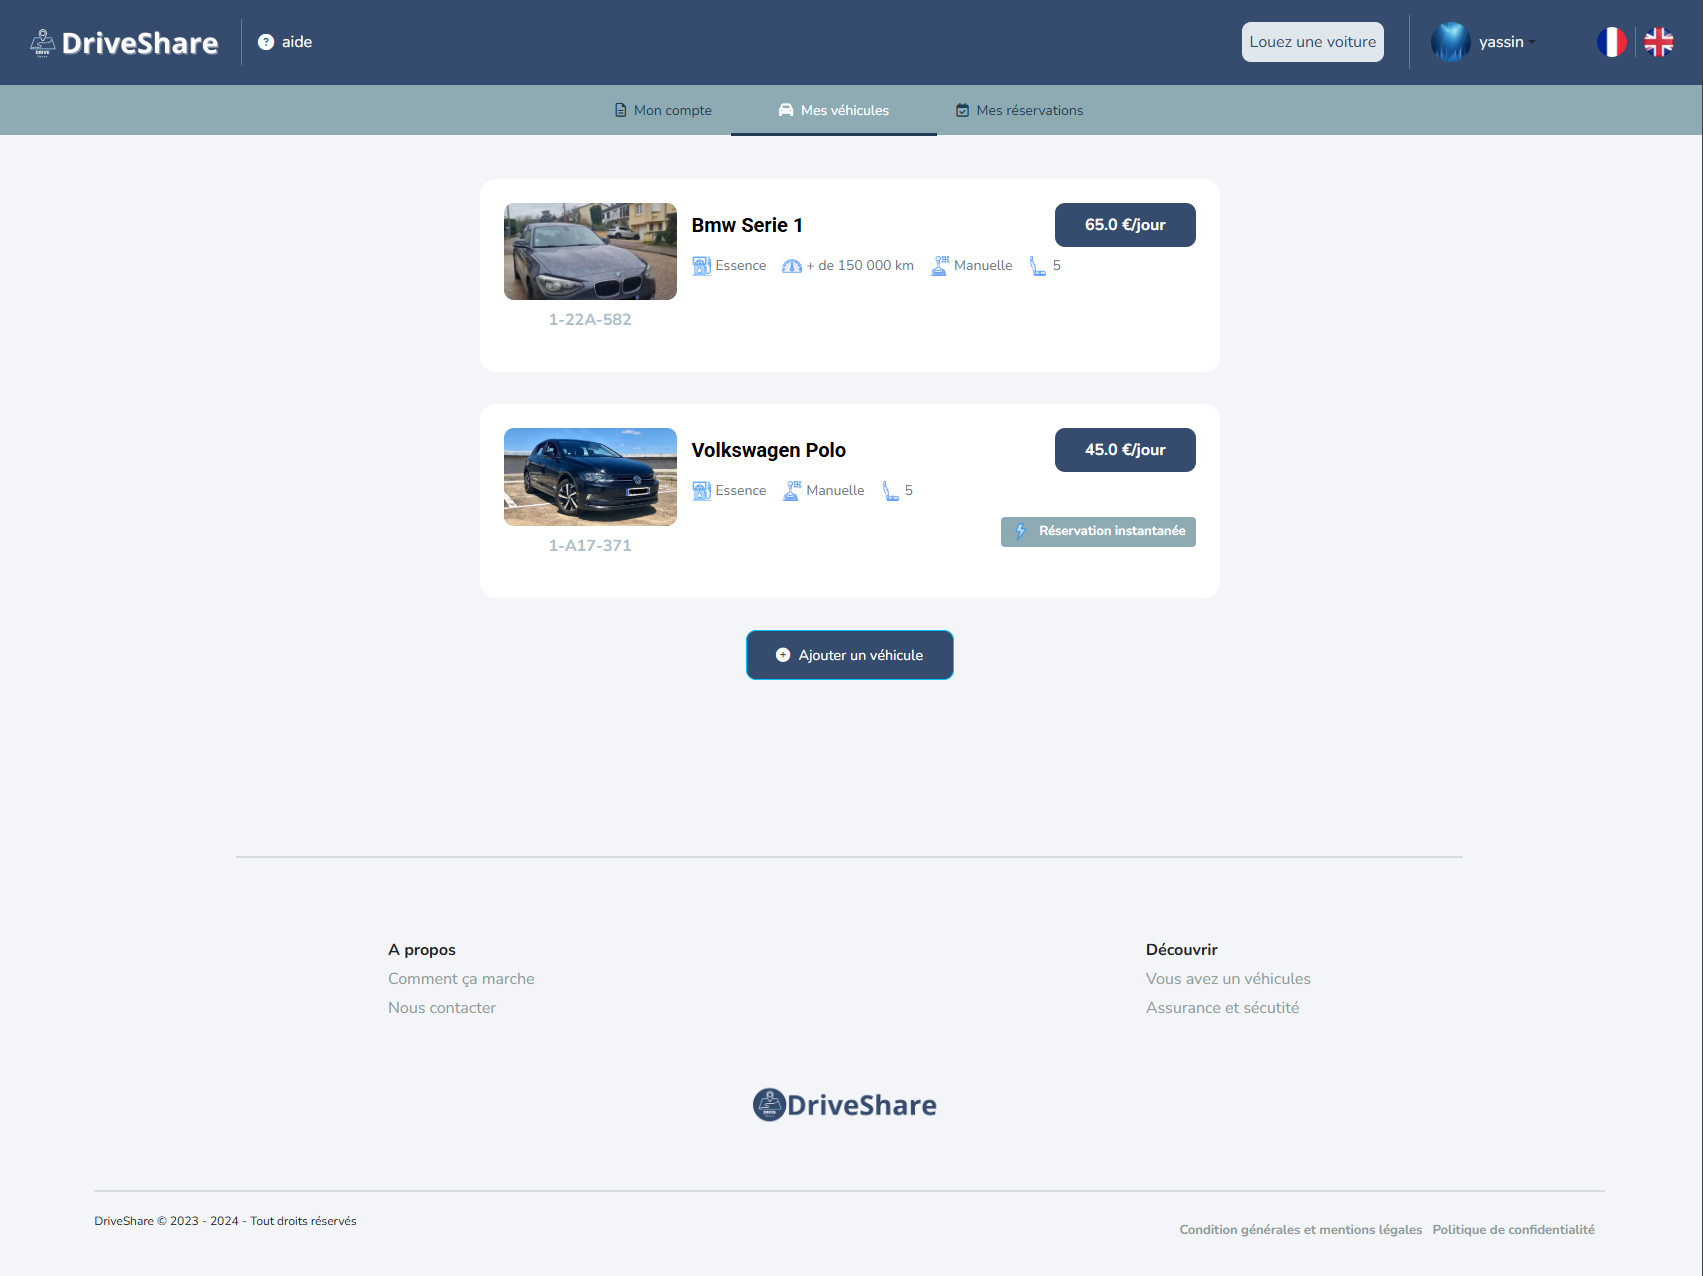 DriveShare
aide
Louez une voiture
yassin
Mon compte
Mes véhicules
Mes réservations
Bmw Serie 1
65.0 €/jour
Essence
+ de 150 000 km
Manuelle
5
1-22A-582
Volkswagen Polo
45.0 €/jour
Essence
Manuelle
5
Réservation instantanée
1-A17-371
Ajouter un véhicule
A propos
Comment ça marche
Nous contacter
Découvrir
Vous avez un véhicules
Assurance et sécutité
DriveShare
DriveShare © 2023 - 2024 - Tout droits réservés
Condition générales et mentions légales
Politique de confidentialité